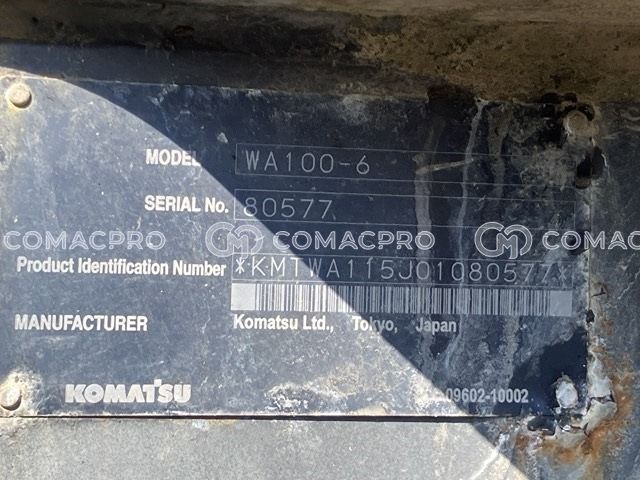 MODEL WA100-6
SERIAL No. 80577
COMACPRO COMACPRO COMACPRO
Product Identification Number *KMTWA115J01080577*
MANUFACTURER Komatsu Ltd., Tokyo, Japan
KOMATSU 09602-10002